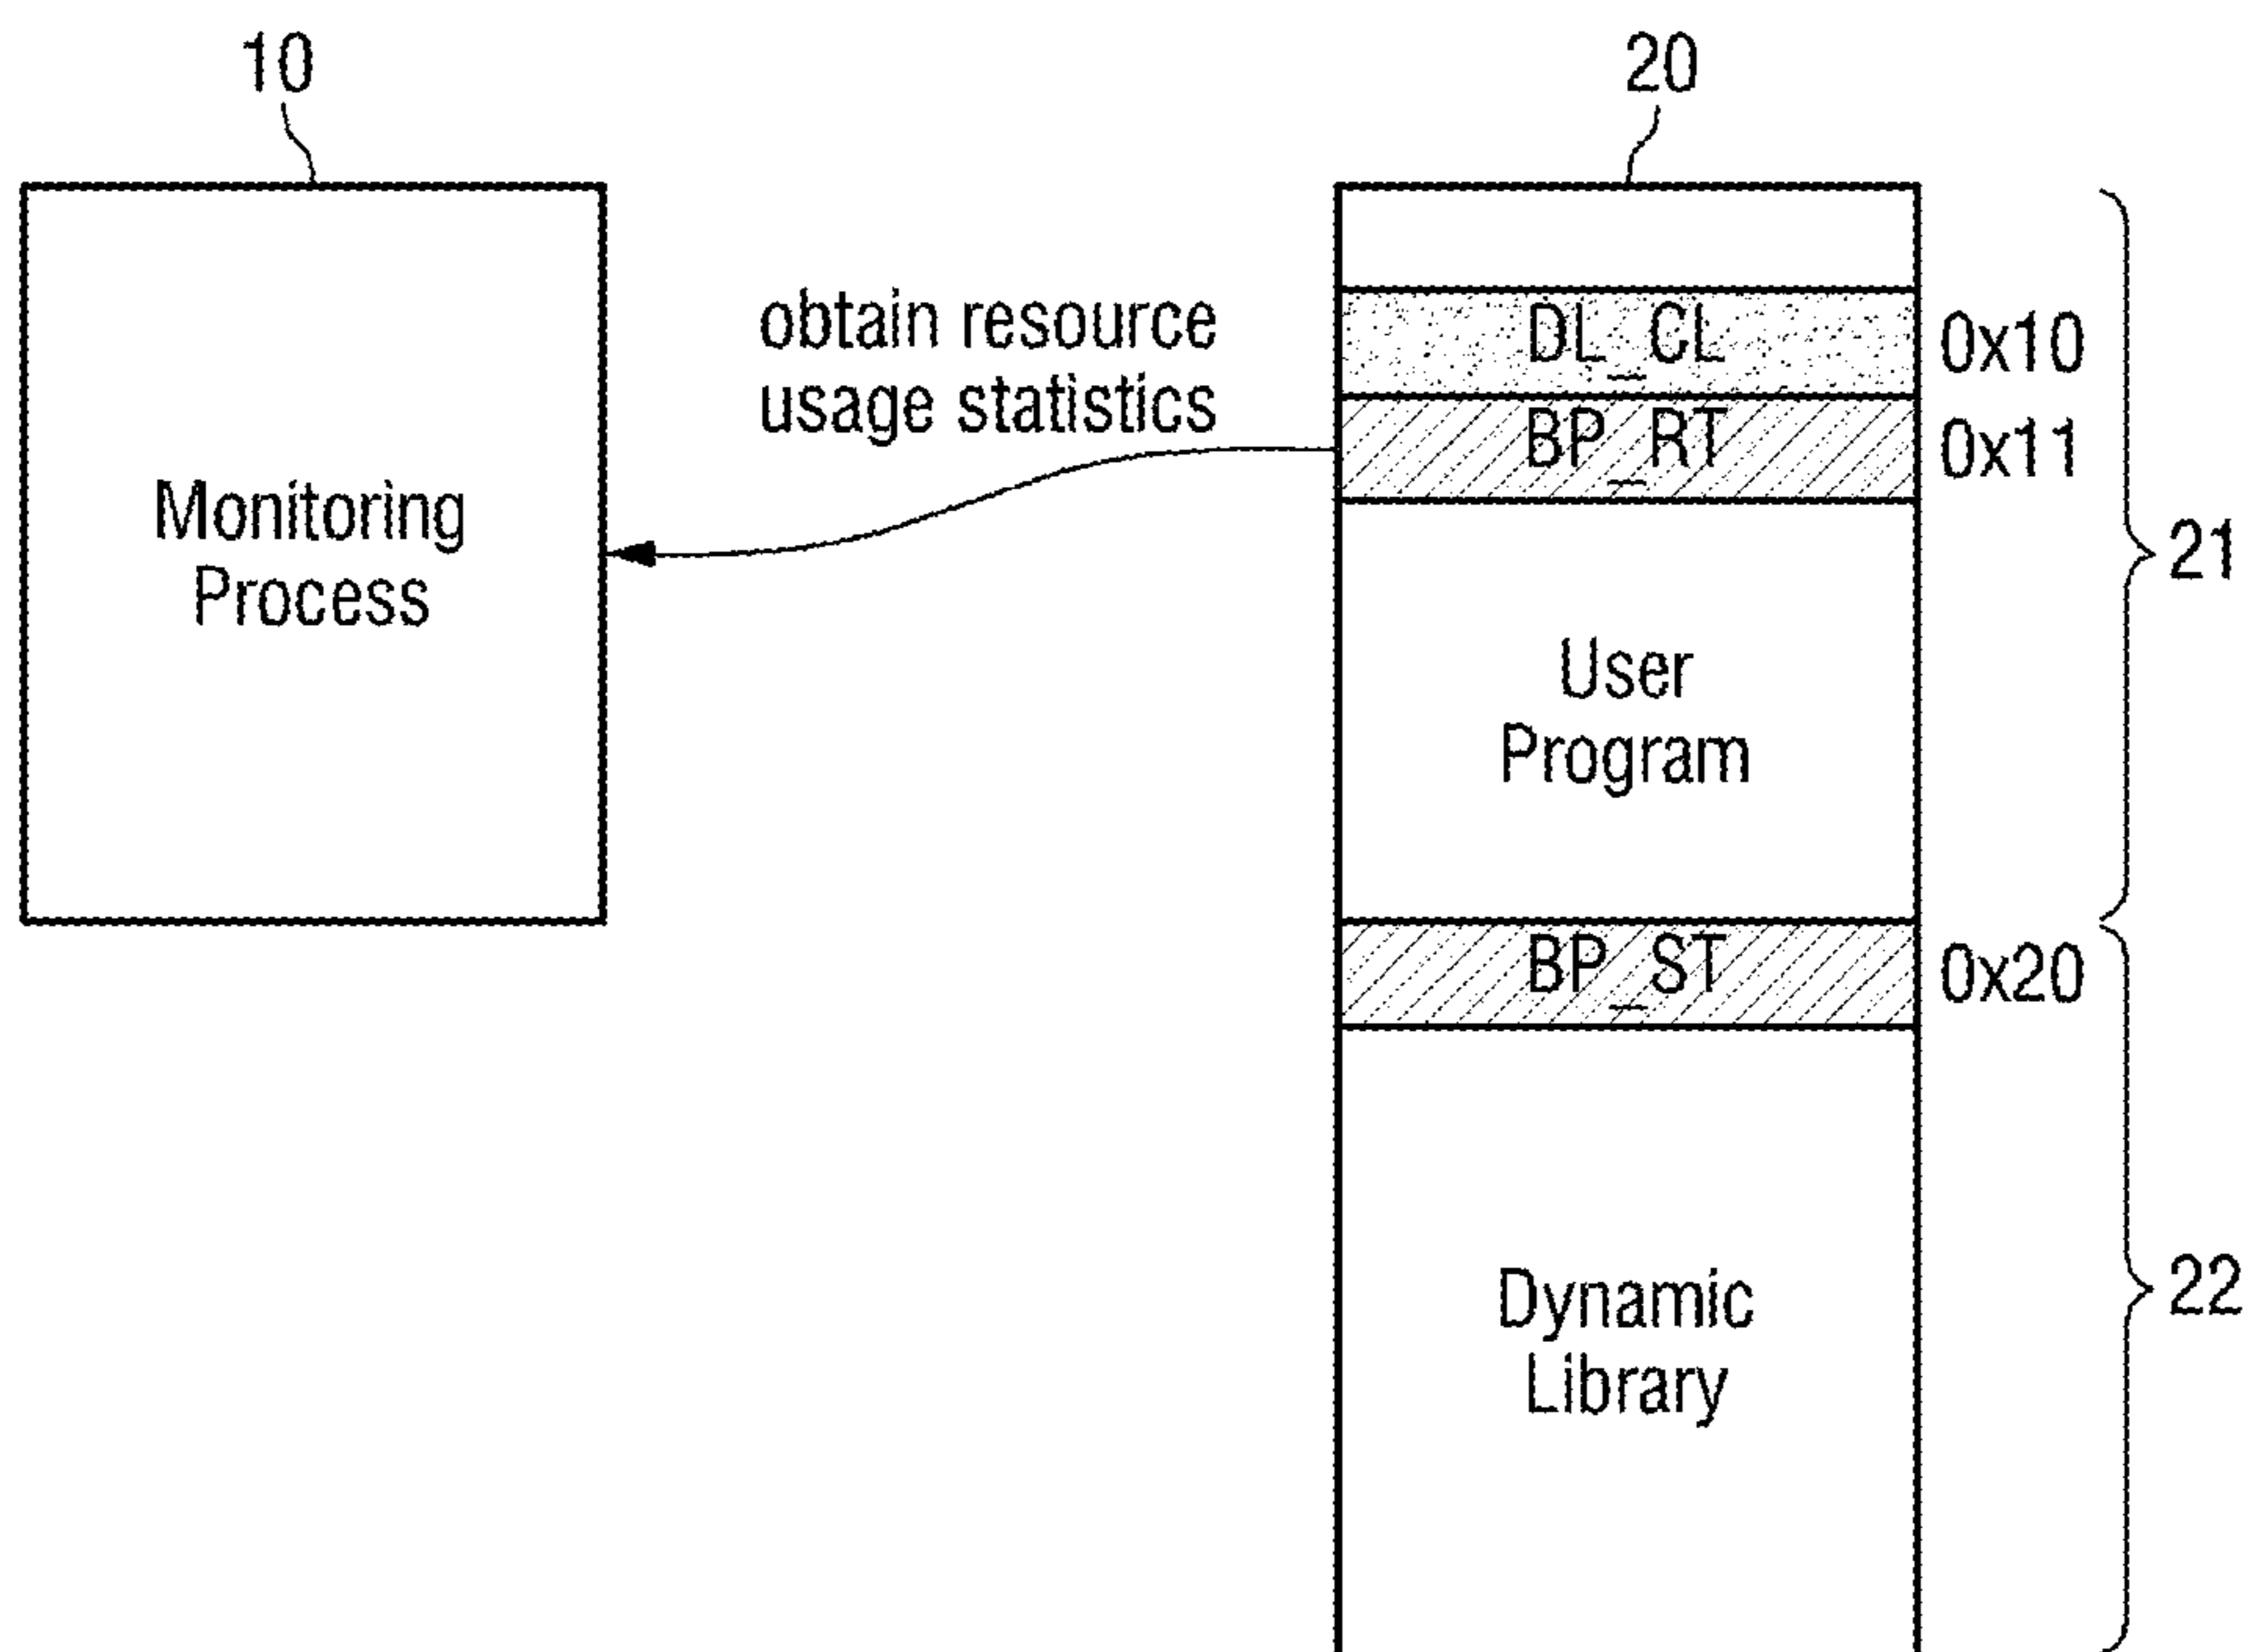 10
20
obtain resource
usage statistics
Monitoring
Process
DL_CL
0x10
BP_RT
0x11
21
User
Program
BP_ST
0x20
Dynamic
Library
22